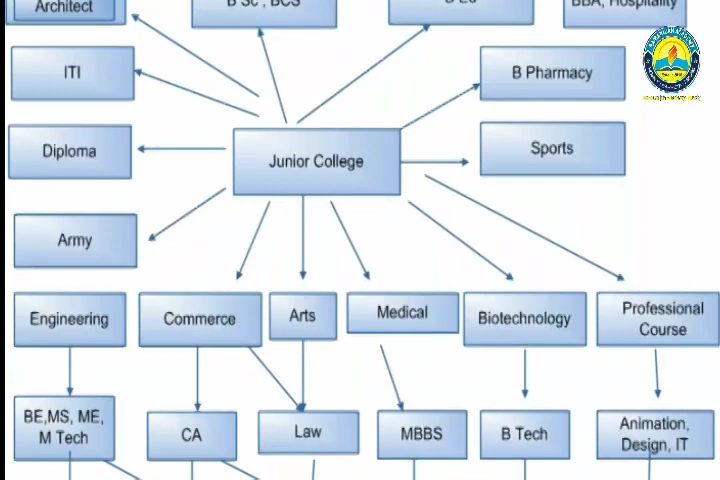 Architect
B Sc , BCS
B Ed
BBA, Hospitality
ITI
B Pharmacy
Diploma
Junior College
Sports
Army
Engineering
Commerce
Arts
Medical
Biotechnology
Professional
Course
BE,MS, ME,
M Tech
CA
Law
MBBS
B Tech
Animation,
Design, IT